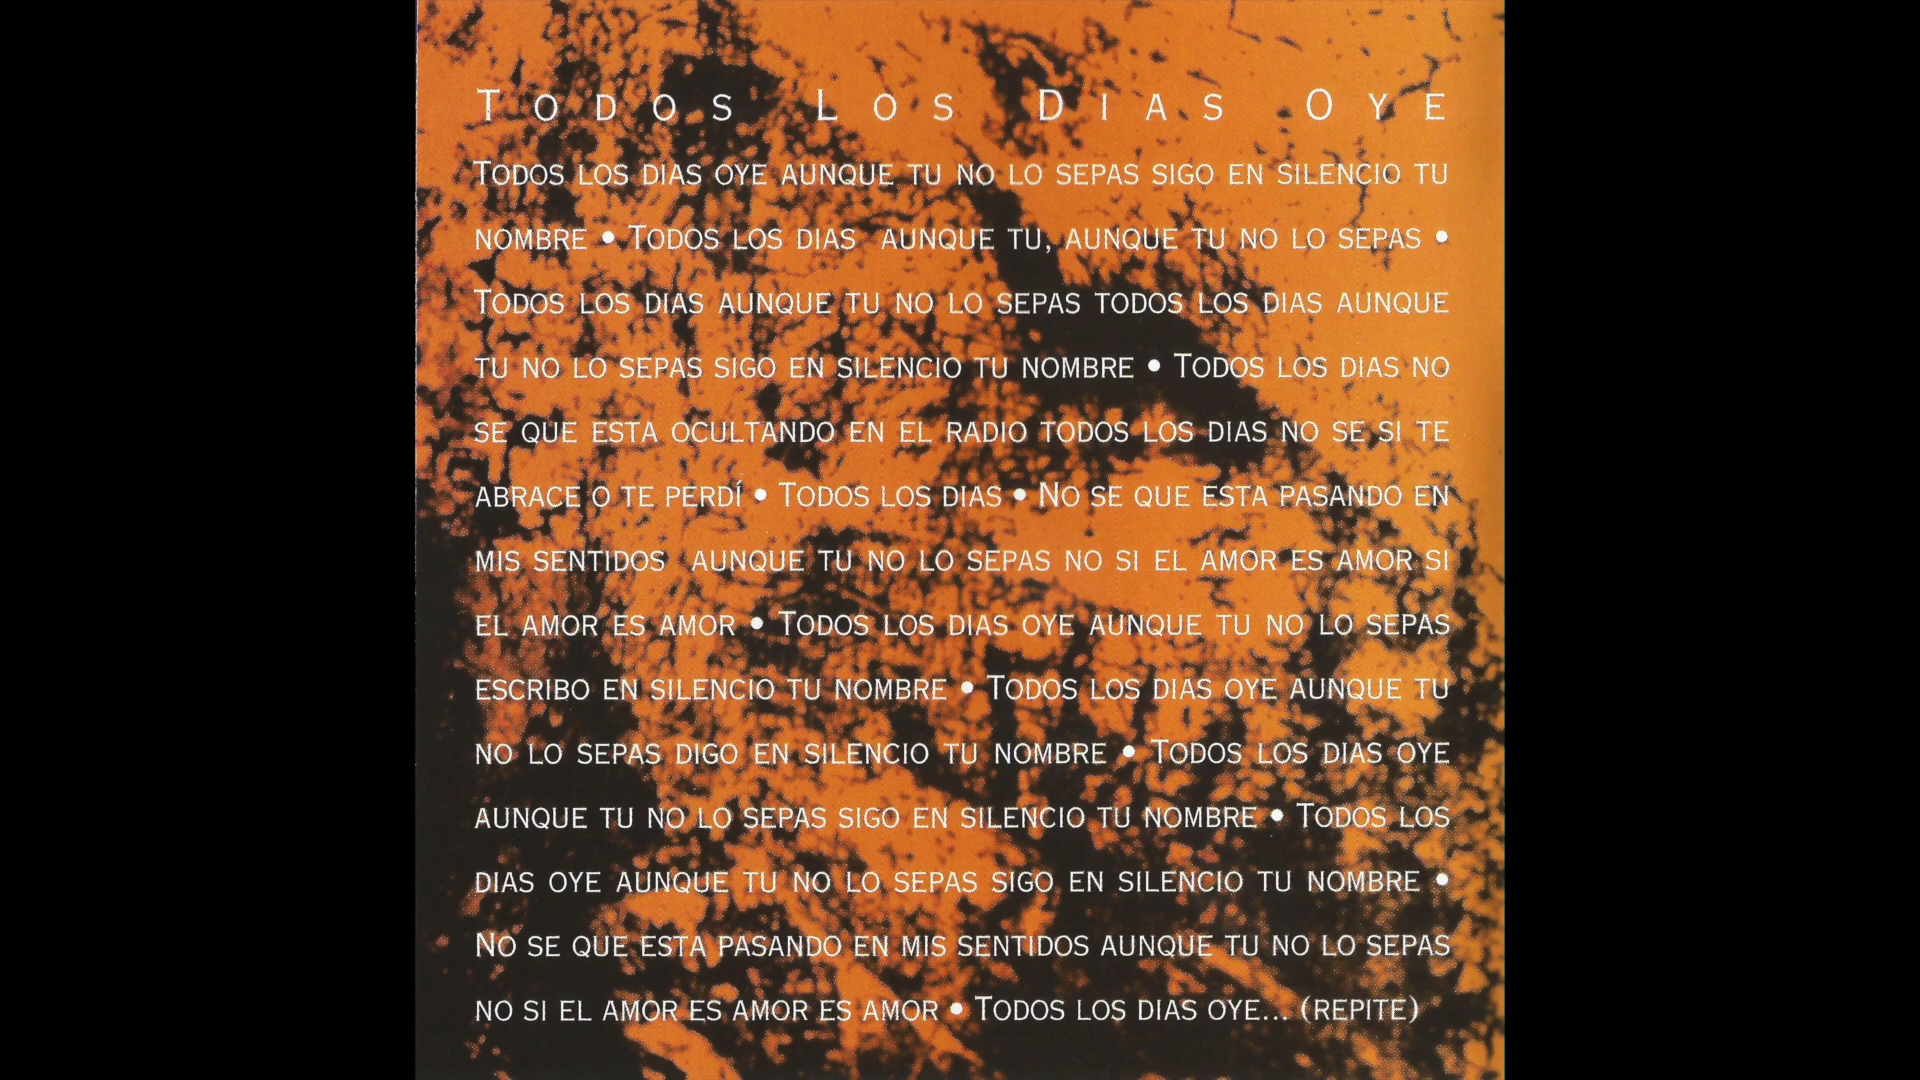 TODOS LOS DIAS OYE
TODOS LOS DIAS OYE AUNQUE TU NO LO SEPAS SIGO EN SILENCIO TU
NOMBRE • TODOS LOS DIAS AUNQUE TU, AUNQUE TU NO LO SEPAS •
TODOS LOS DIAS AUNQUE TU NO LO SEPAS TODOS LOS DIAS AUNQUE
TU NO LO SEPAS SIGO EN SILENCIO TU NOMBRE • TODOS LOS DIAS NO
SE QUE ESTA OCULTANDO EN EL RADIO TODOS LOS DIAS NO SE SI TE
ABRACE O TE PERDÍ • TODOS LOS DIAS • NO SE QUE ESTA PASANDO EN
MIS SENTIDOS AUNQUE TU NO LO SEPAS NO SI EL AMOR ES AMOR SI
EL AMOR ES AMOR • TODOS LOS DIAS OYE AUNQUE TU NO LO SEPAS
ESCRIBO EN SILENCIO TU NOMBRE • TODOS LOS DIAS OYE AUNQUE TU
NO LO SEPAS DIGO EN SILENCIO TU NOMBRE • TODOS LOS DIAS OYE
AUNQUE TU NO LO SEPAS SIGO EN SILENCIO TU NOMBRE • TODOS LOS
DIAS OYE AUNQUE TU NO LO SEPAS SIGO EN SILENCIO TU NOMBRE •
NO SE QUE ESTA PASANDO EN MIS SENTIDOS AUNQUE TU NO LO SEPAS
NO SI EL AMOR ES AMOR ES AMOR • TODOS LOS DIAS OYE... (REPITE)